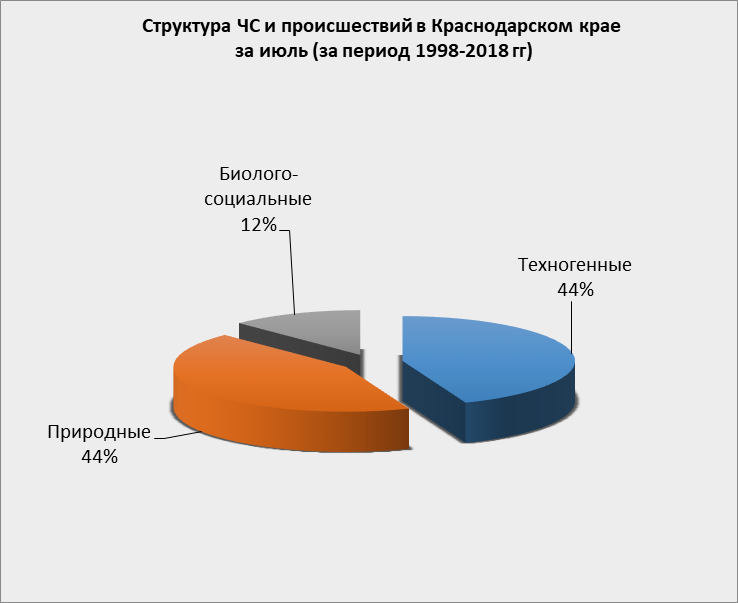 Структура ЧС и происшествий в Краснодарском крае
за июль (за период 1998-2018 гг)
Биолого-
социальные
12%
Техногенные
44%
Природные
44%